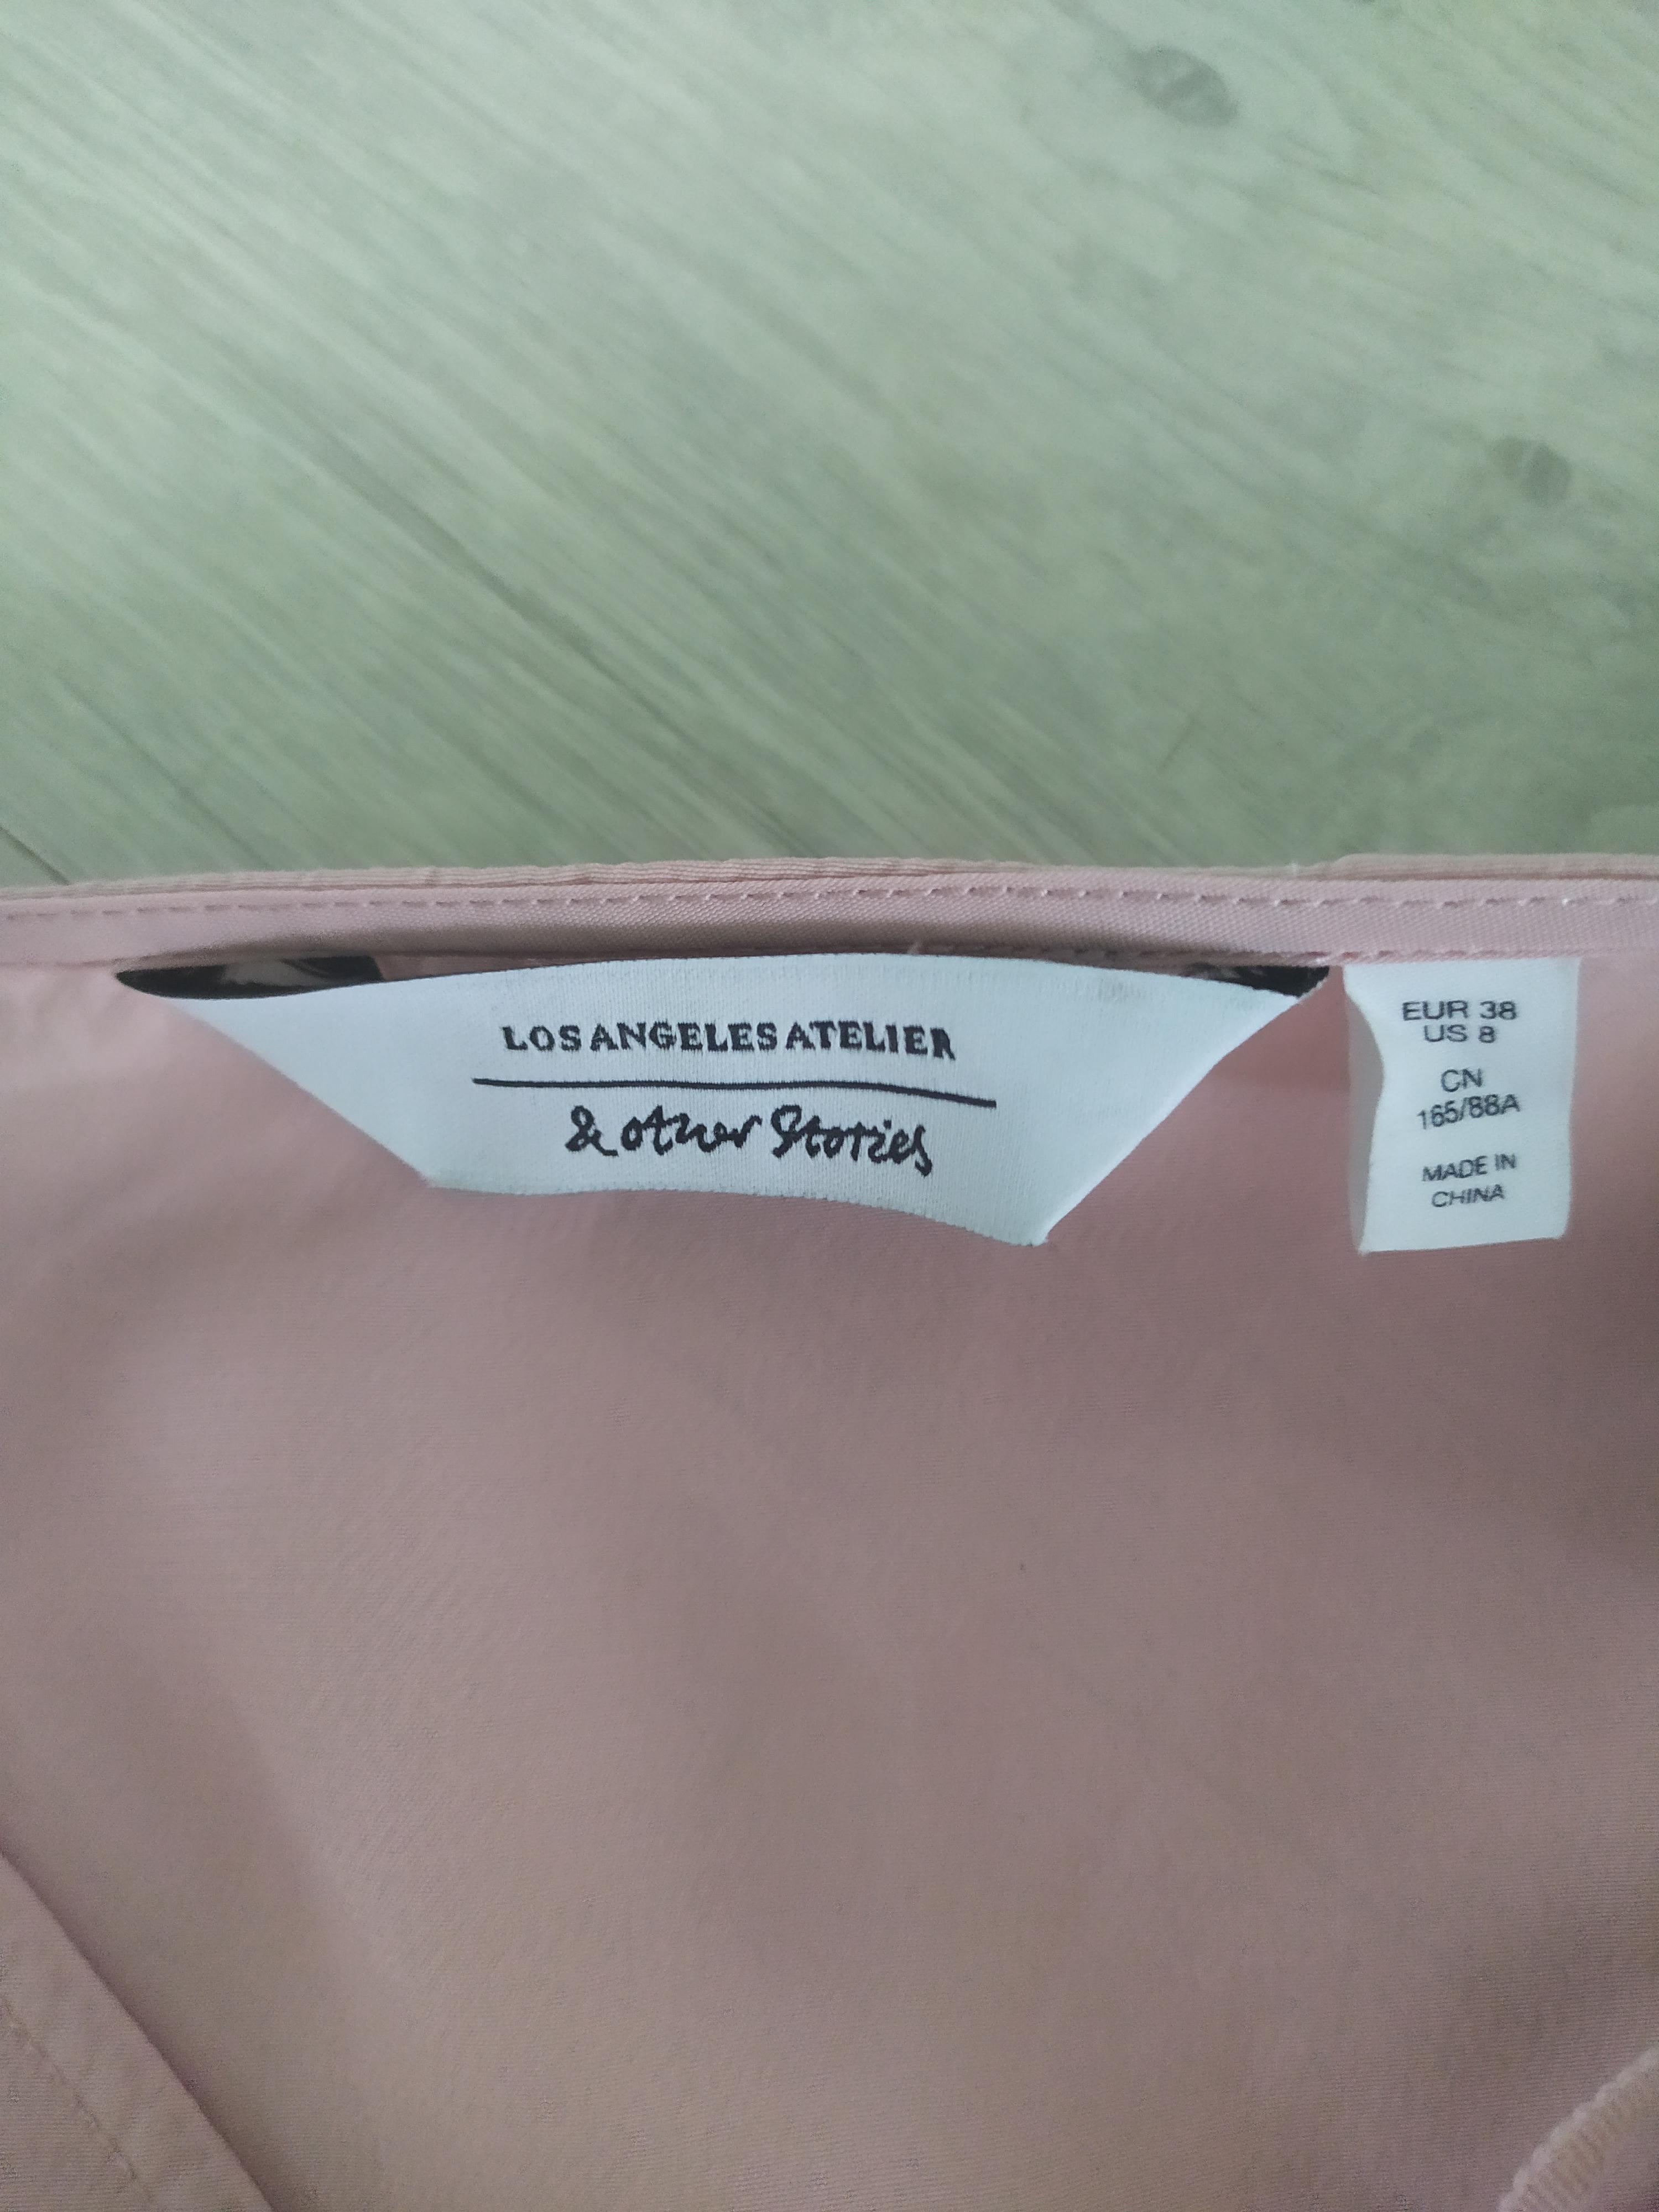 LOS ANGELES ATELIER
& other Stories
EUR 38
US 8
CN
165/88A
MADE IN
CHINA